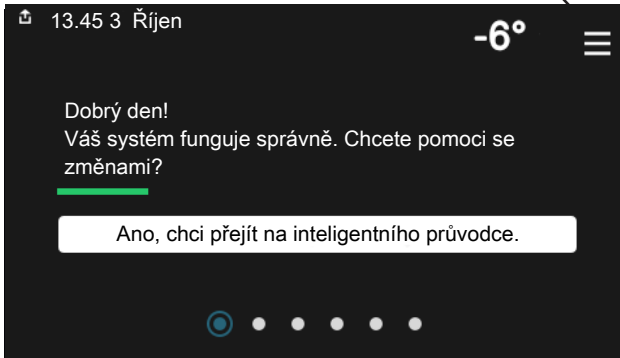 13.45 3 Říjen
-6°
Dobrý den!
Váš systém funguje správně. Chcete pomoci se
změnami?
Ano, chci přejít na inteligentního průvodce.